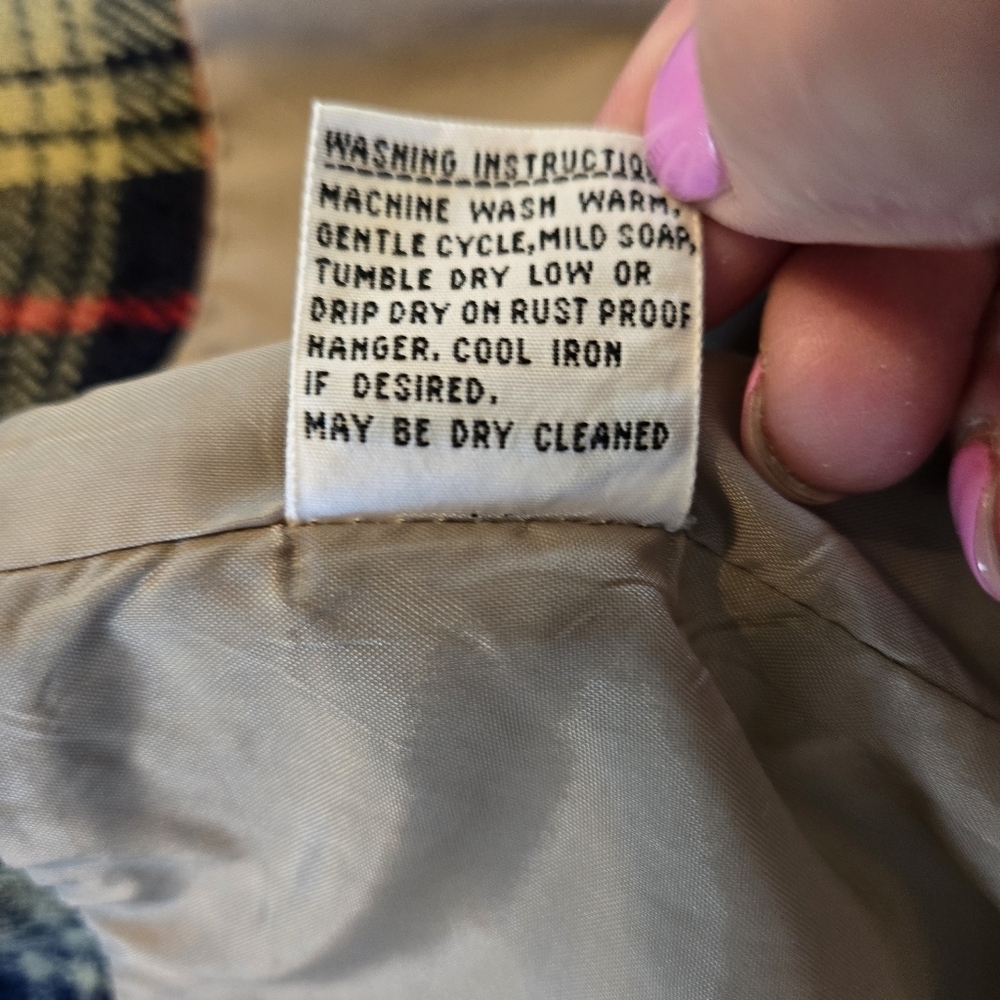 WASHING INSTRUCTIO
MACHINE WASH WARM,
GENTLE CYCLE, MILD SOAP,
TUMBLE DRY LOW OR
DRIP DRY ON RUST PROOF
HANGER. COOL IRON
IF DESIRED.
MAY BE DRY CLEANED